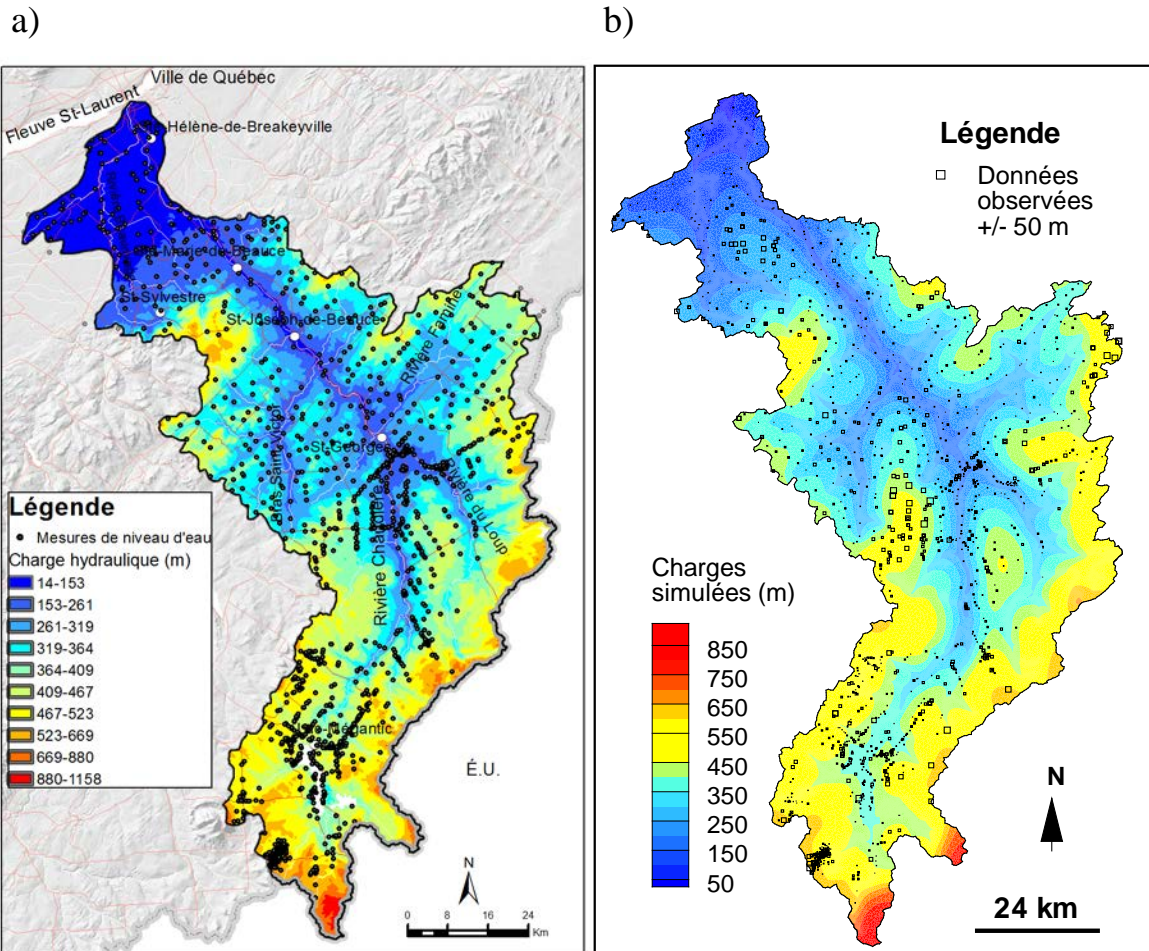 a)
Ville de Québec
Fleuve St-Laurent
Hélène-de-Breakeyville
Marie-de-Beauce
St-Sylvestre
St-Joseph-de-Beauce
Rivière Famine
St-Georges
Bras Saint-Victor
Rivière Chaudière
Rivière du Loup
Mégantic
É.U.
Légende
Mesures de niveau d'eau
Charge hydraulique (m)
14-153
153-261
261-319
319-364
364-409
409-467
467-523
523-669
669-880
880-1158
N
0 8 16 24
Km
b)
Légende
Données
observées
+/- 50 m
Charges
simulées (m)
850
750
650
550
450
350
250
150
50
N
24 km